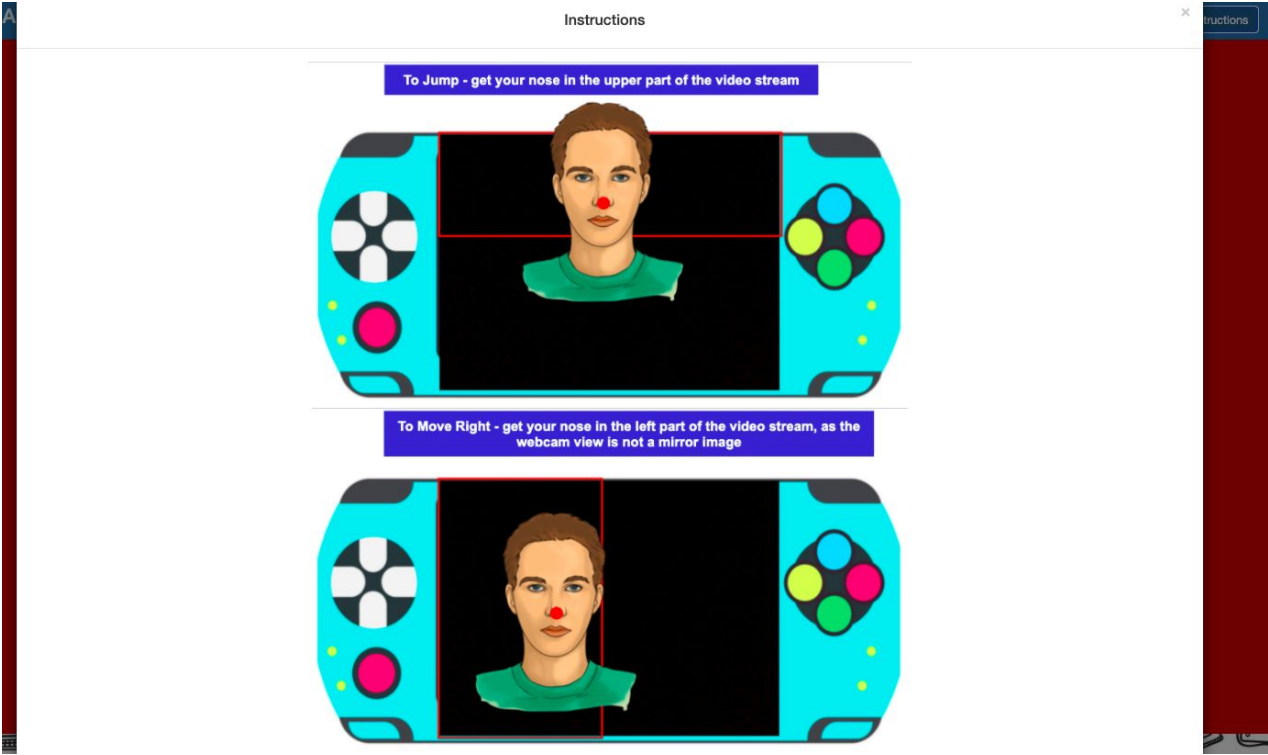 A
Instructions
×
tructions
To Jump - get your nose in the upper part of the video stream
To Move Right - get your nose in the left part of the video stream, as the
webcam view is not a mirror image